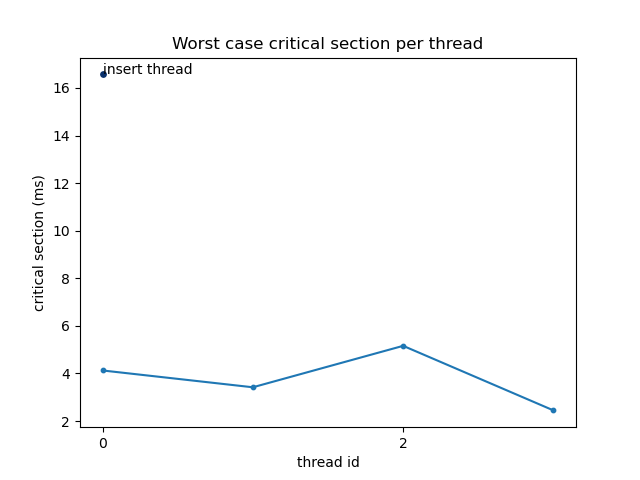 Worst case critical section per thread
insert thread
16
14
12
10
8
6
4
2
critical section (ms)
0 2
thread id